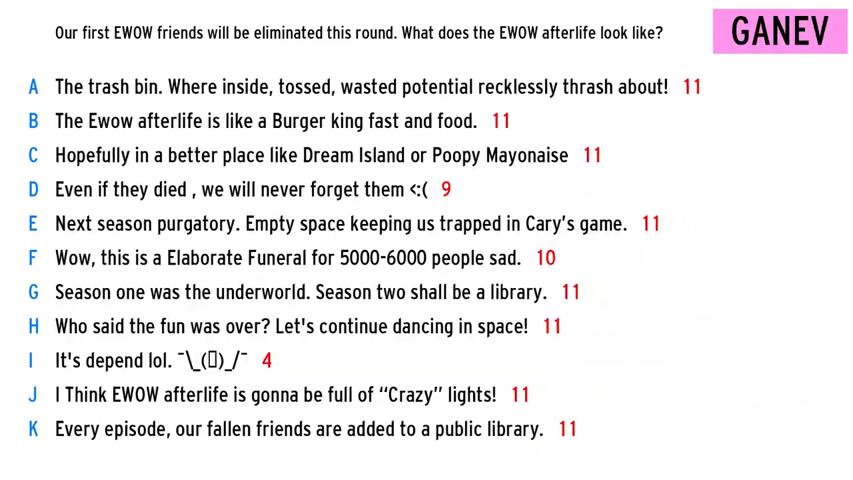 Our first EWOW friends will be eliminated this round. What does the EWOW afterlife look like?
GANEV
A The trash bin. Where inside, tossed, wasted potential recklessly thrash about! 11
B The Ewow afterlife is like a Burger king fast and food. 11
C Hopefully in a better place like Dream Island or Poopy Mayonaise 11
D Even if they died , we will never forget them <:( 9
E Next season purgatory. Empty space keeping us trapped in Cary's game. 11
F Wow, this is a Elaborate Funeral for 5000-6000 people sad. 10
G Season one was the underworld. Season two shall be a library. 11
H Who said the fun was over? Let's continue dancing in space! 11
I It's depend lol. ¯\_(▯)_/¯ 4
J I Think EWOW afterlife is gonna be full of “Crazy” lights! 11
K Every episode, our fallen friends are added to a public library. 11